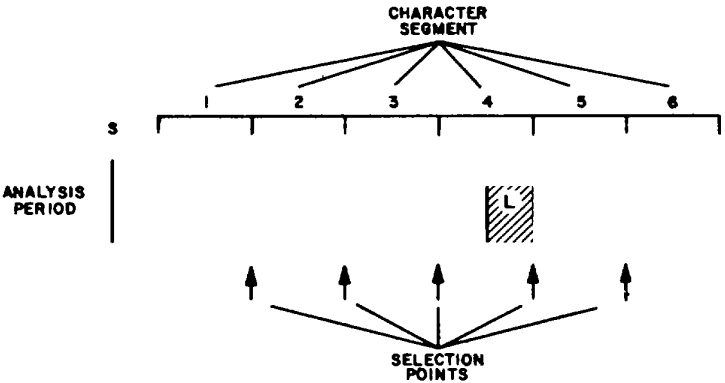 CHARACTER
SEGMENT
1 2 3 4 5 6
S
ANALYSIS
PERIOD
L
SELECTION
POINTS